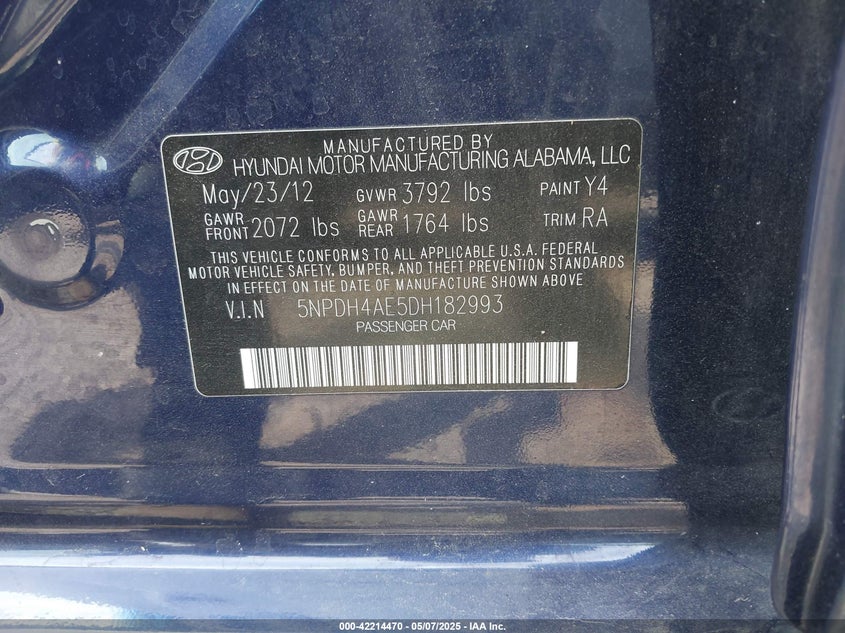 MANUFACTURED BY
HYUNDAI MOTOR MANUFACTURING ALABAMA, LLC
May/23/12 GVWR 3792 lbs PAINT Y4
GAWR FRONT 2072 lbs GAWR REAR 1764 lbs TRIM RA
THIS VEHICLE CONFORMS TO ALL APPLICABLE U.S.A. FEDERAL
MOTOR VEHICLE SAFETY, BUMPER, AND THEFT PREVENTION STANDARDS
IN EFFECT ON THE DATE OF MANUFACTURE SHOWN ABOVE
V.I.N 5NPDH4AE5DH182993
PASSENGER CAR
000-42214470 - 05/07/2025 - IAA Inc.